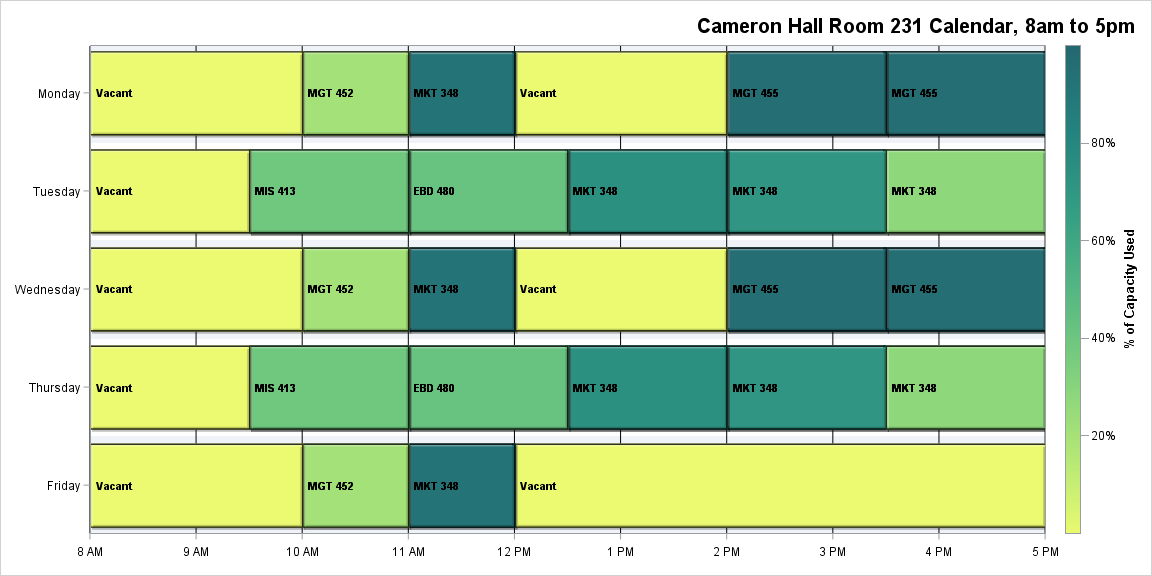 Cameron Hall Room 231 Calendar, 8am to 5pm
Monday Vacant MGT 452 MKT 348 Vacant MGT 455 MGT 455
80%
Tuesday Vacant MIS 413 EBD 480 MKT 348 MKT 348 MKT 348
60%
Wednesday Vacant MGT 452 MKT 348 Vacant MGT 455 MGT 455
% of Capacity Used
40%
Thursday Vacant MIS 413 EBD 480 MKT 348 MKT 348 MKT 348
20%
Friday Vacant MGT 452 MKT 348 Vacant
8 AM 9 AM 10 AM 11 AM 12 PM 1 PM 2 PM 3 PM 4 PM 5 PM